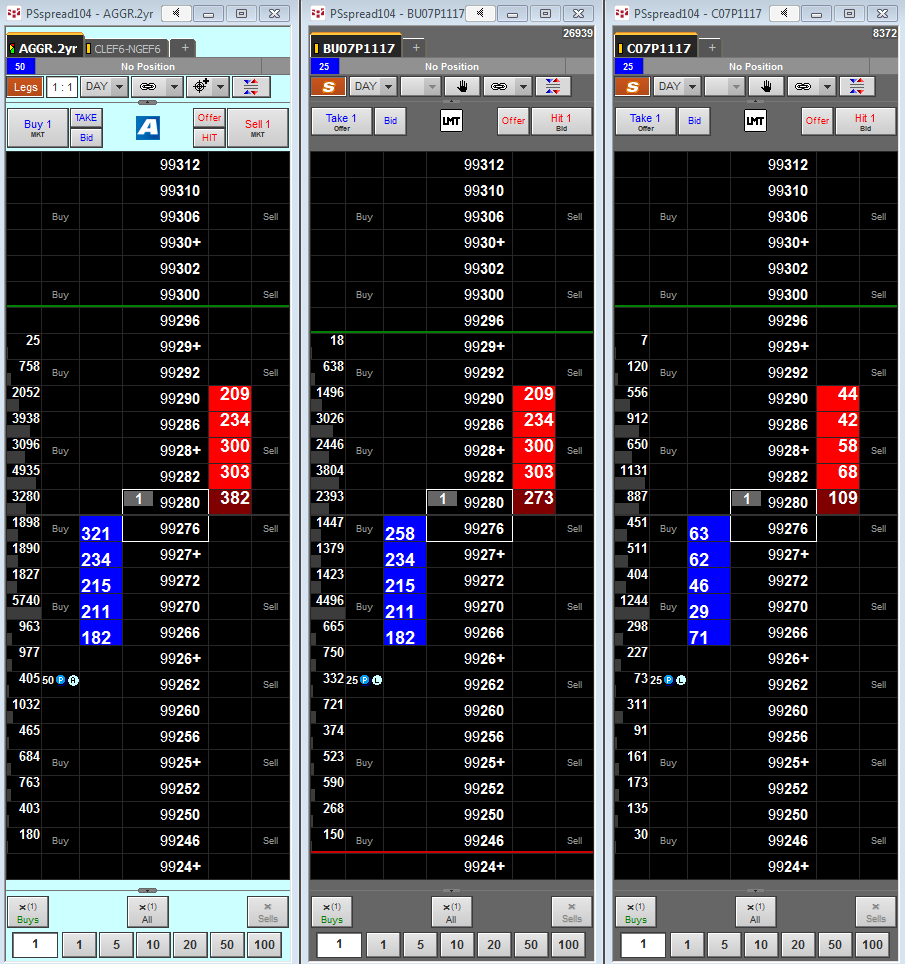 PSspread104 - AGGR.2yr
AGGR.2yr CLEF6-NGEF6 +
50 No Position
Legs 1 : 1 DAY
Buy 1 MKT TAKE Bid A Offer HIT Sell 1 MKT
99312
99310
Buy 99306 Sell
9930+
99302
Buy 99300 Sell
99296
25 9929+
758 Buy 99292 Sell
2052 99290 209
3938 99286 234
3096 Buy 9928+ 300 Sell
4935 99282 303
3280 1 99280 382
1898 Buy 321 99276 Sell
1890 234 9927+
1827 215 99272
5740 Buy 211 99270 Sell
963 182 99266
977 9926+
405 50 P A 99262 Sell
1032 99260
465 99256
684 Buy 9925+ Sell
763 99252
403 99250
180 Buy 99246 Sell
9924+
×(1) Buys ×(1) All × Sells
1 1 5 10 20 50 100
PSspread104 - BU07P1117
26939
BU07P1117 +
25 No Position
S DAY
Take 1 Offer Bid LMT Offer Hit 1 Bid
99312
99310
Buy 99306 Sell
9930+
99302
Buy 99300 Sell
99296
18 9929+
638 Buy 99292 Sell
1496 99290 209
3026 99286 234
2446 Buy 9928+ 300 Sell
3804 99282 303
2393 1 99280 273
1447 Buy 258 99276 Sell
1379 234 9927+
1423 215 99272
4496 Buy 211 99270 Sell
665 182 99266
750 9926+
332 25 P L 99262 Sell
721 99260
374 99256
523 Buy 9925+ Sell
590 99252
268 99250
150 Buy 99246 Sell
9924+
×(1) Buys ×(1) All × Sells
1 1 5 10 20 50 100
PSspread104 - C07P1117
8372
C07P1117 +
25 No Position
S DAY
Take 1 Offer Bid LMT Offer Hit 1 Bid
99312
99310
Buy 99306 Sell
9930+
99302
Buy 99300 Sell
99296
7 9929+
120 Buy 99292 Sell
556 99290 44
912 99286 42
650 Buy 9928+ 58 Sell
1131 99282 68
887 1 99280 109
451 Buy 63 99276 Sell
511 62 9927+
404 46 99272
1244 Buy 29 99270 Sell
298 71 99266
227 9926+
73 25 P L 99262 Sell
311 99260
91 99256
161 Buy 9925+ Sell
173 99252
135 99250
30 Buy 99246 Sell
9924+
×(1) Buys ×(1) All × Sells
1 1 5 10 20 50 100